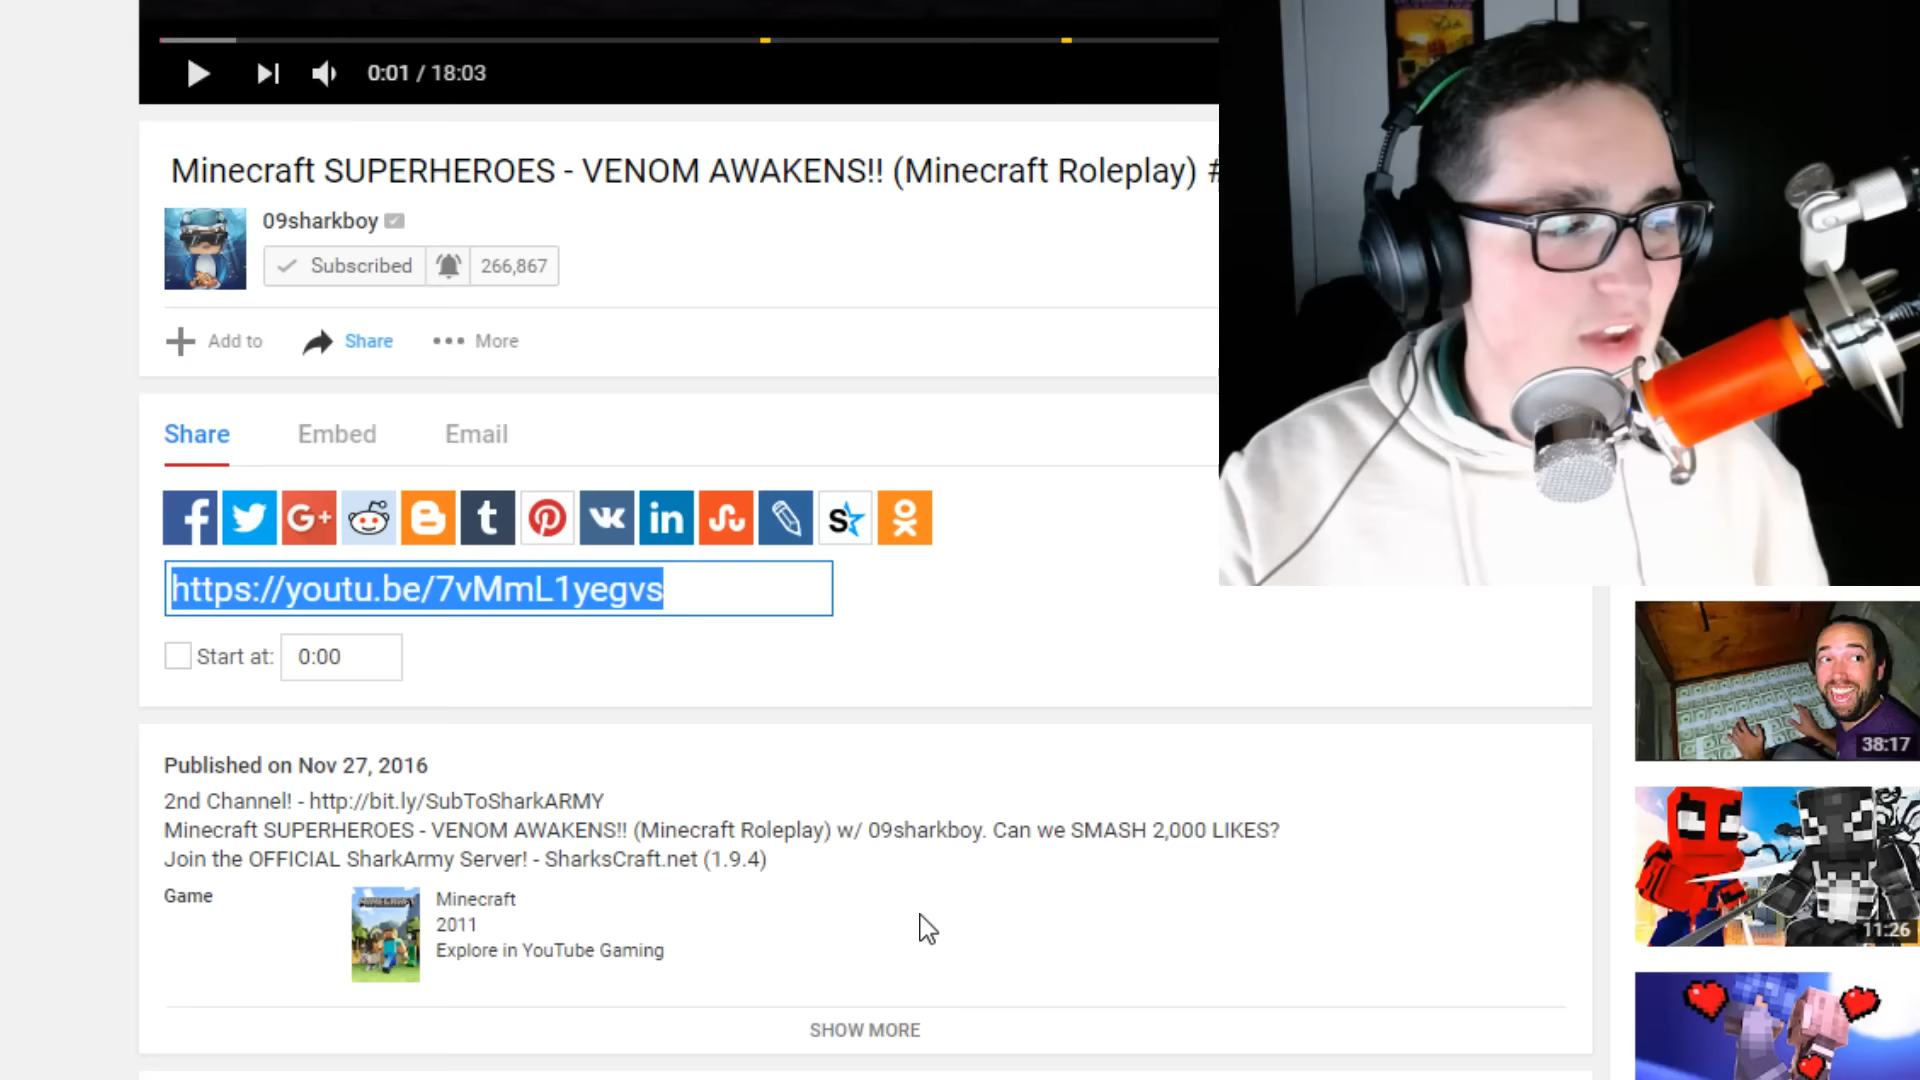 0:01 / 18:03
Minecraft SUPERHEROES - VENOM AWAKENS!! (Minecraft Roleplay) #
09sharkboy
Subscribed 266,867
Add to Share More
Share Embed Email
https://youtu.be/7vMmL1yegvs
Start at: 0:00
Published on Nov 27, 2016
2nd Channel! - http://bit.ly/SubToSharkARMY
Minecraft SUPERHEROES - VENOM AWAKENS!! (Minecraft Roleplay) w/ 09sharkboy. Can we SMASH 2,000 LIKES?
Join the OFFICIAL SharkArmy Server! - SharksCraft.net (1.9.4)
Game
Minecraft
2011
Explore in YouTube Gaming
SHOW MORE
38:17
11:26